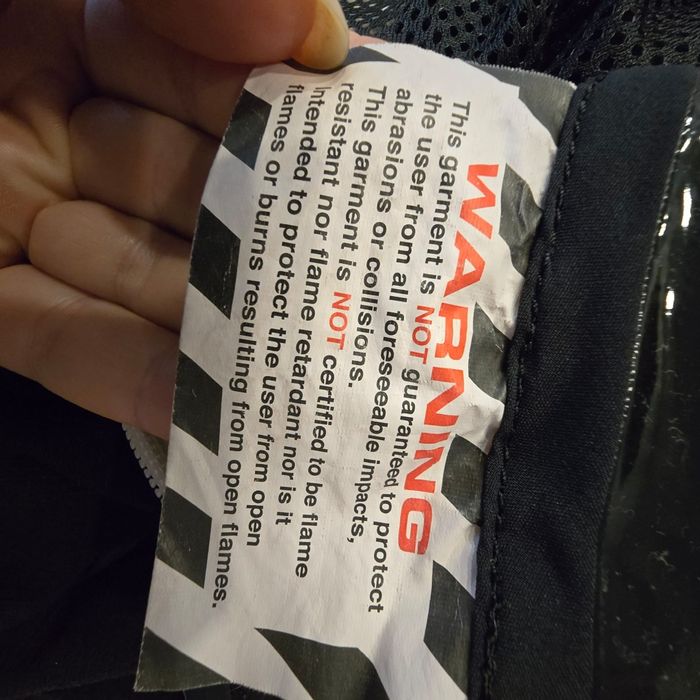 WARNING
This garment is NOT guaranteed to protect
the user from all foreseeable impacts,
abrasions or collisions.
This garment is NOT certified to be flame
resistant nor flame retardant nor is it
Intended to protect the user from open
flames or burns resulting from open flames.